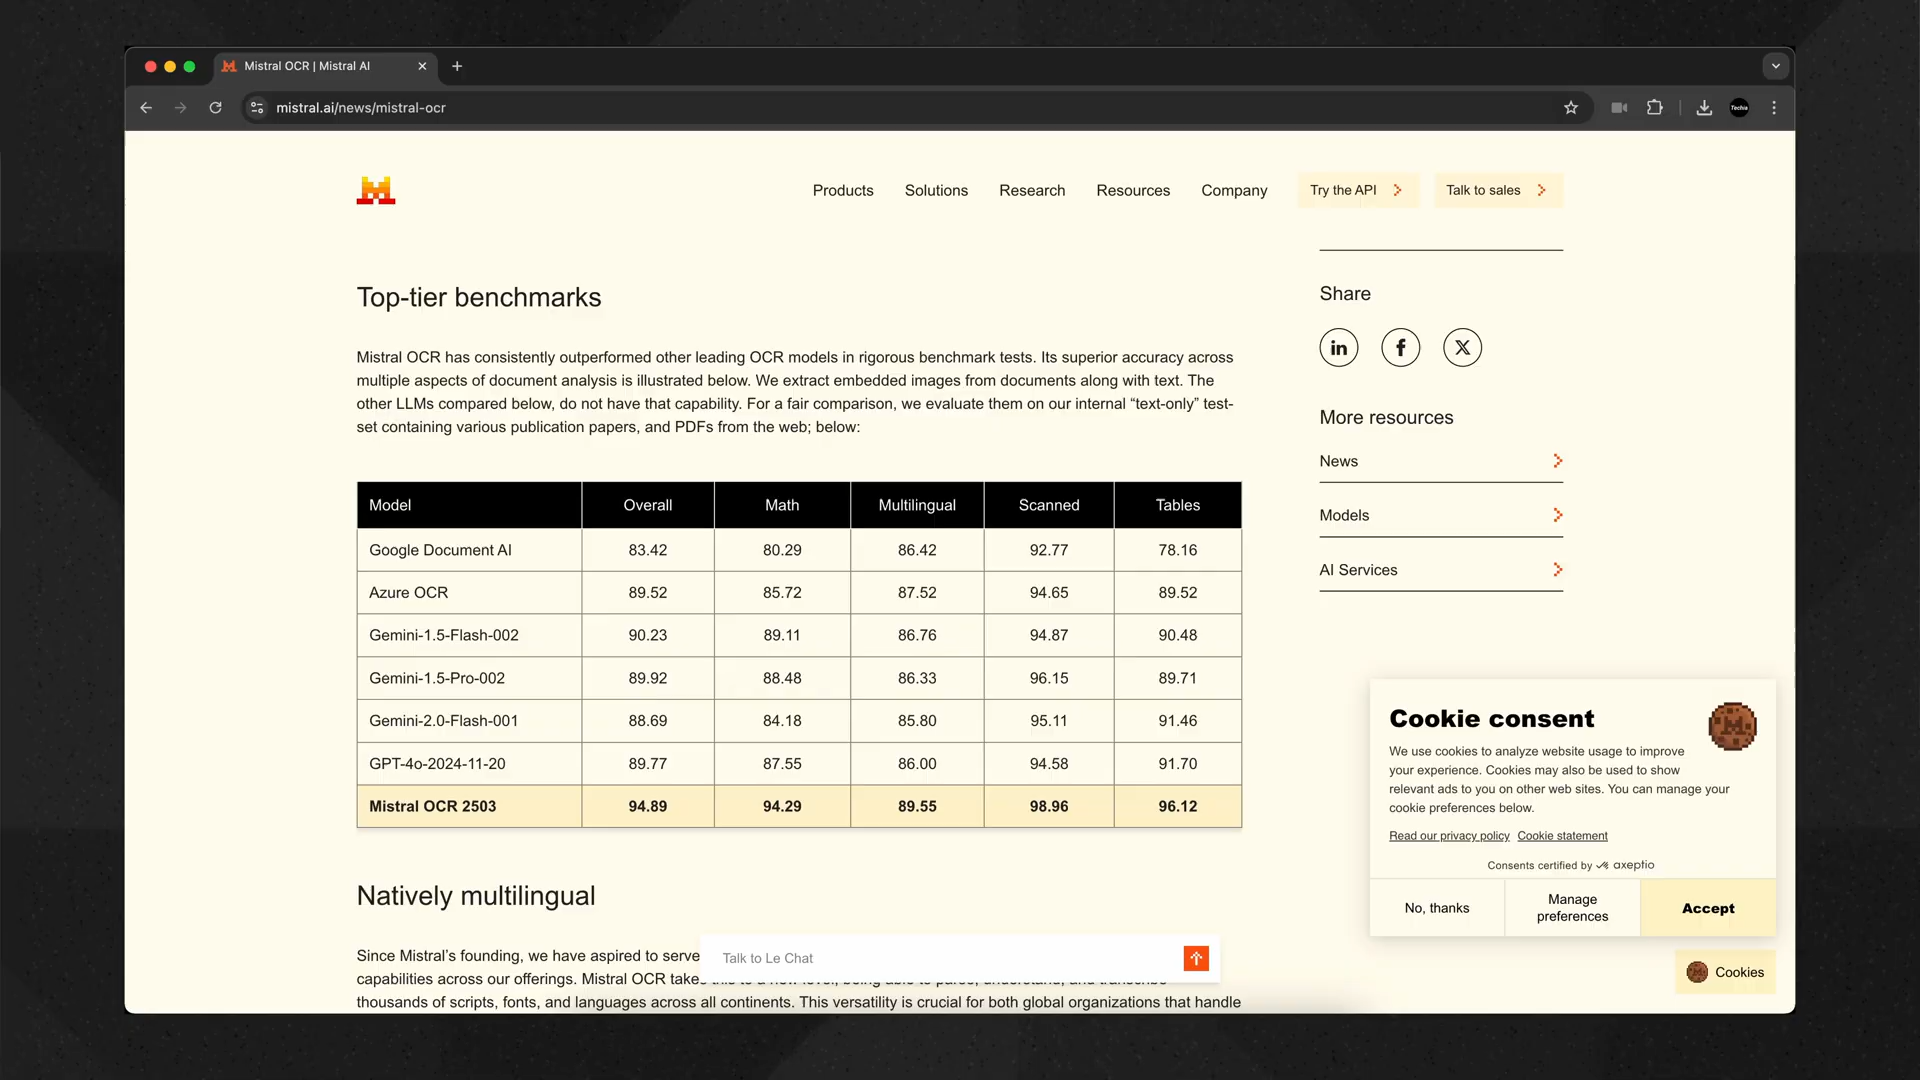 Mistral OCR | Mistral AI
mistral.ai/news/mistral-ocr
Techie
Products Solutions Research Resources Company Try the API Talk to sales
Top-tier benchmarks
Mistral OCR has consistently outperformed other leading OCR models in rigorous benchmark tests. Its superior accuracy across
multiple aspects of document analysis is illustrated below. We extract embedded images from documents along with text. The
other LLMs compared below, do not have that capability. For a fair comparison, we evaluate them on our internal “text-only” test-
set containing various publication papers, and PDFs from the web; below:
Model Overall Math Multilingual Scanned Tables
Google Document AI 83.42 80.29 86.42 92.77 78.16
Azure OCR 89.52 85.72 87.52 94.65 89.52
Gemini-1.5-Flash-002 90.23 89.11 86.76 94.87 90.48
Gemini-1.5-Pro-002 89.92 88.48 86.33 96.15 89.71
Gemini-2.0-Flash-001 88.69 84.18 85.80 95.11 91.46
GPT-4o-2024-11-20 89.77 87.55 86.00 94.58 91.70
Mistral OCR 2503 94.89 94.29 89.55 98.96 96.12
Natively multilingual
Since Mistral’s founding, we have aspired to serve
capabilities across our offerings. Mistral OCR takes this to a new level, being able to parse, understand, and transcribe
thousands of scripts, fonts, and languages across all continents. This versatility is crucial for both global organizations that handle
Talk to Le Chat
Share
in f X
More resources
News
Models
AI Services
Cookie consent
We use cookies to analyze website usage to improve
your experience. Cookies may also be used to show
relevant ads to you on other web sites. You can manage your
cookie preferences below.
Read our privacy policy Cookie statement
Consents certified by axeptio
No, thanks
Manage
preferences
Accept
Cookies